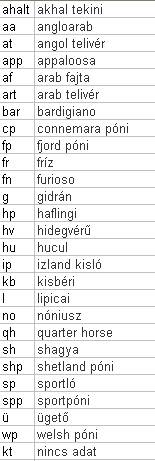 ahalt akhal tekini
aa angloarab
at angol telivér
app appaloosa
af arab fajta
art arab telivér
bar bardigiano
cp connemara póni
fp fjord póni
fr fríz
fn furioso
g gidrán
hp haflingi
hv hidegvérű
hu hucul
ip izland kisló
kb kisbéri
l lipicai
no nóniusz
qh quarter horse
sh shagya
shp shetland póni
sp sportló
spp sportpóni
ü ügető
wp welsh póni
kt nincs adat